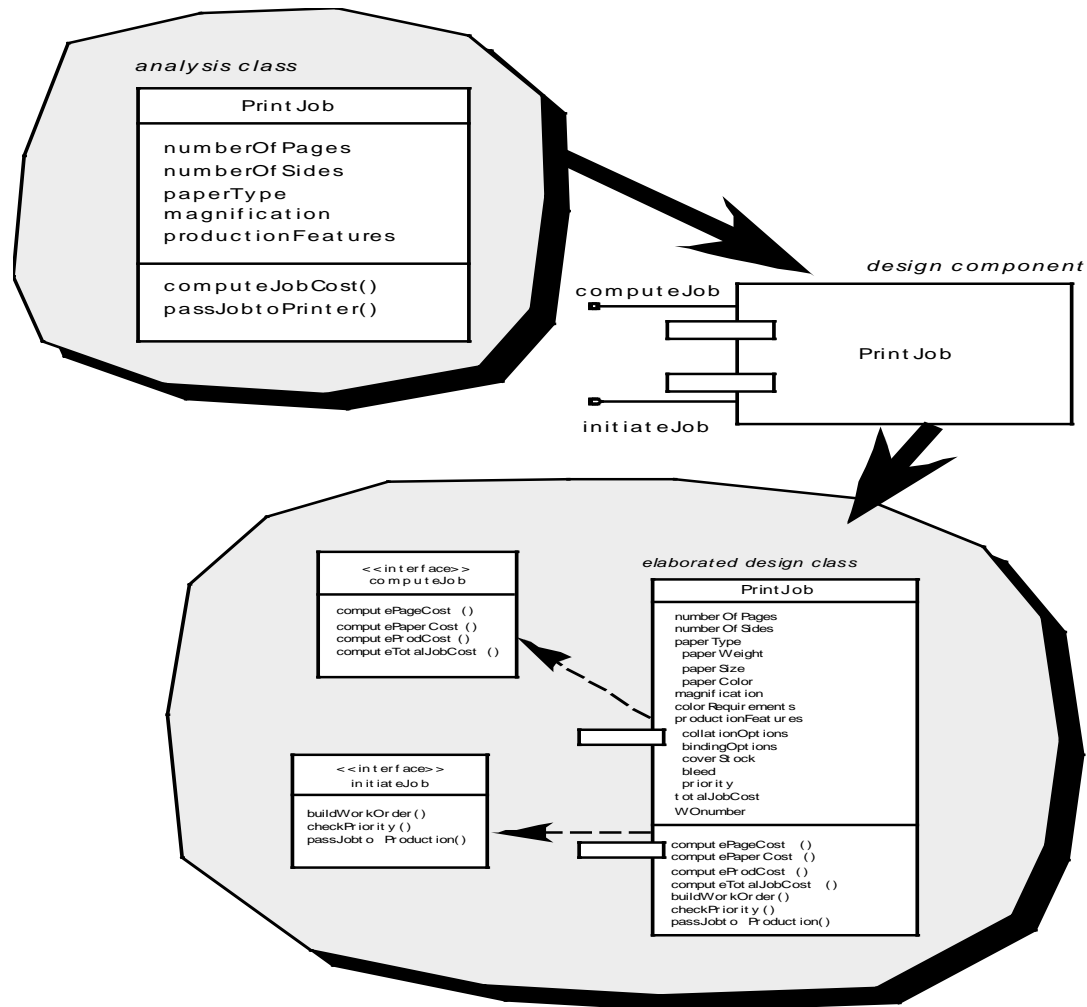 analysis class
PrintJob
numberOfPages
numberOfSides
paperType
magnification
productionFeatures
computeJobCost()
passJobtoPrinter()
design component
computeJob
PrintJob
initiateJob
<<interface>>
computeJob
computePageCost ()
computePaperCost ()
computeProdCost ()
computeTotalJobCost ()
<<interface>>
initiateJob
buildWorkOrder ()
checkPriority ()
passJobto Production()
elaborated design class
PrintJob
numberOfPages
numberOfSides
paperType
paperWeight
paperSize
paperColor
magnification
colorRequirements
productionFeatures
collationOptions
bindingOptions
coverStock
bleed
priority
totalJobCost
WOnumber
computePageCost ()
computePaperCost ()
computeProdCost ()
computeTotalJobCost ()
buildWorkOrder ()
checkPriority ()
passJobto Production()